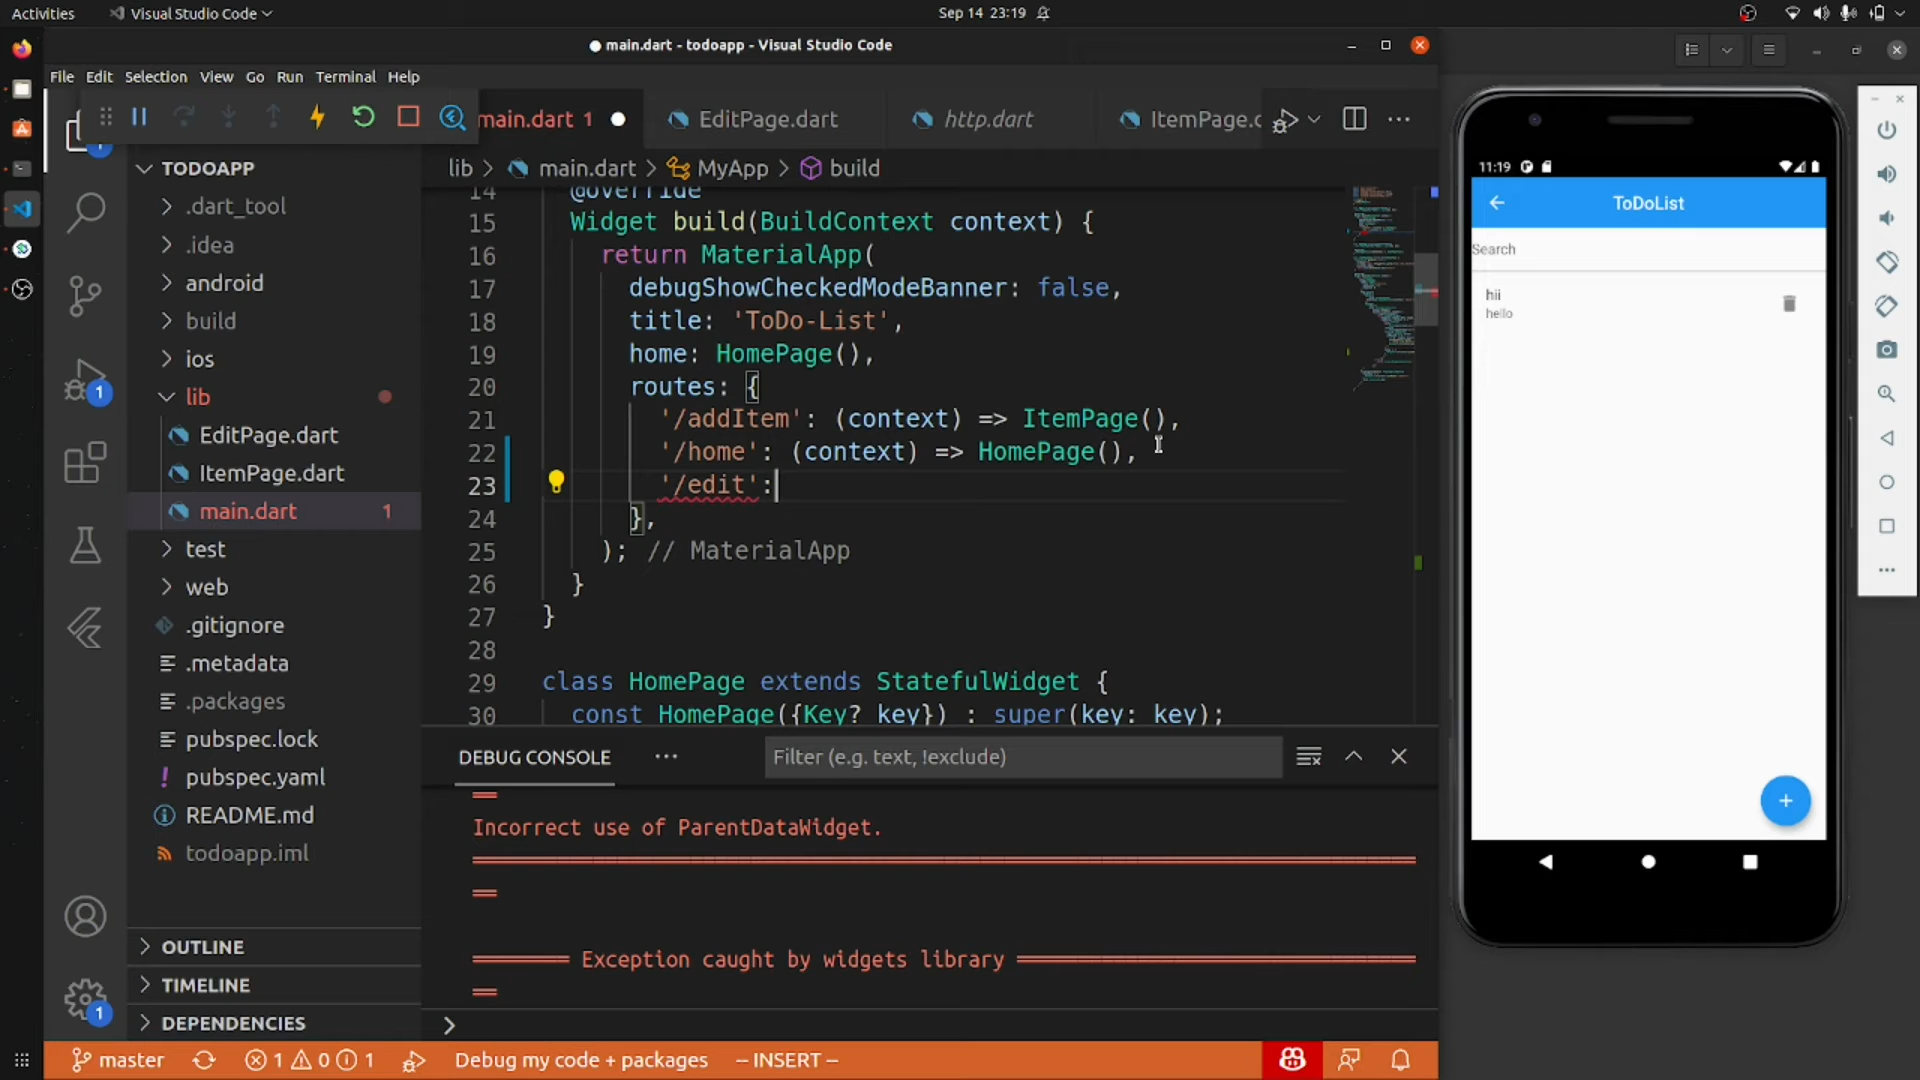 Activities
Visual Studio Code
Sep 14 23:19
main.dart - todoapp - Visual Studio Code
File Edit Selection View Go Run Terminal Help
main.dart 1
EditPage.dart
http.dart
ItemPage.c
TODOAPP
.dart_tool
.idea
android
build
ios
lib
EditPage.dart
ItemPage.dart
main.dart 1
test
web
.gitignore
.metadata
.packages
pubspec.lock
pubspec.yaml
README.md
todoapp.iml
OUTLINE
TIMELINE
DEPENDENCIES
1
1
lib > main.dart > MyApp > build
14 @override
15 Widget build(BuildContext context) {
16 return MaterialApp(
17 debugShowCheckedModeBanner: false,
18 title: 'ToDo-List',
19 home: HomePage(),
20 routes: {
21 '/addItem': (context) => ItemPage(),
22 '/home': (context) => HomePage(),
23 '/edit':
24 },
25 ); // MaterialApp
26 }
27 }
28
29 class HomePage extends StatefulWidget {
30 const HomePage({Key? key}) : super(key: key);
DEBUG CONSOLE
Filter (e.g. text, !exclude)
══
Incorrect use of ParentDataWidget.
══
Exception caught by widgets library
══
>
master
1 0 1
Debug my code + packages
-- INSERT --
11:19
ToDoList
Search
hii
hello